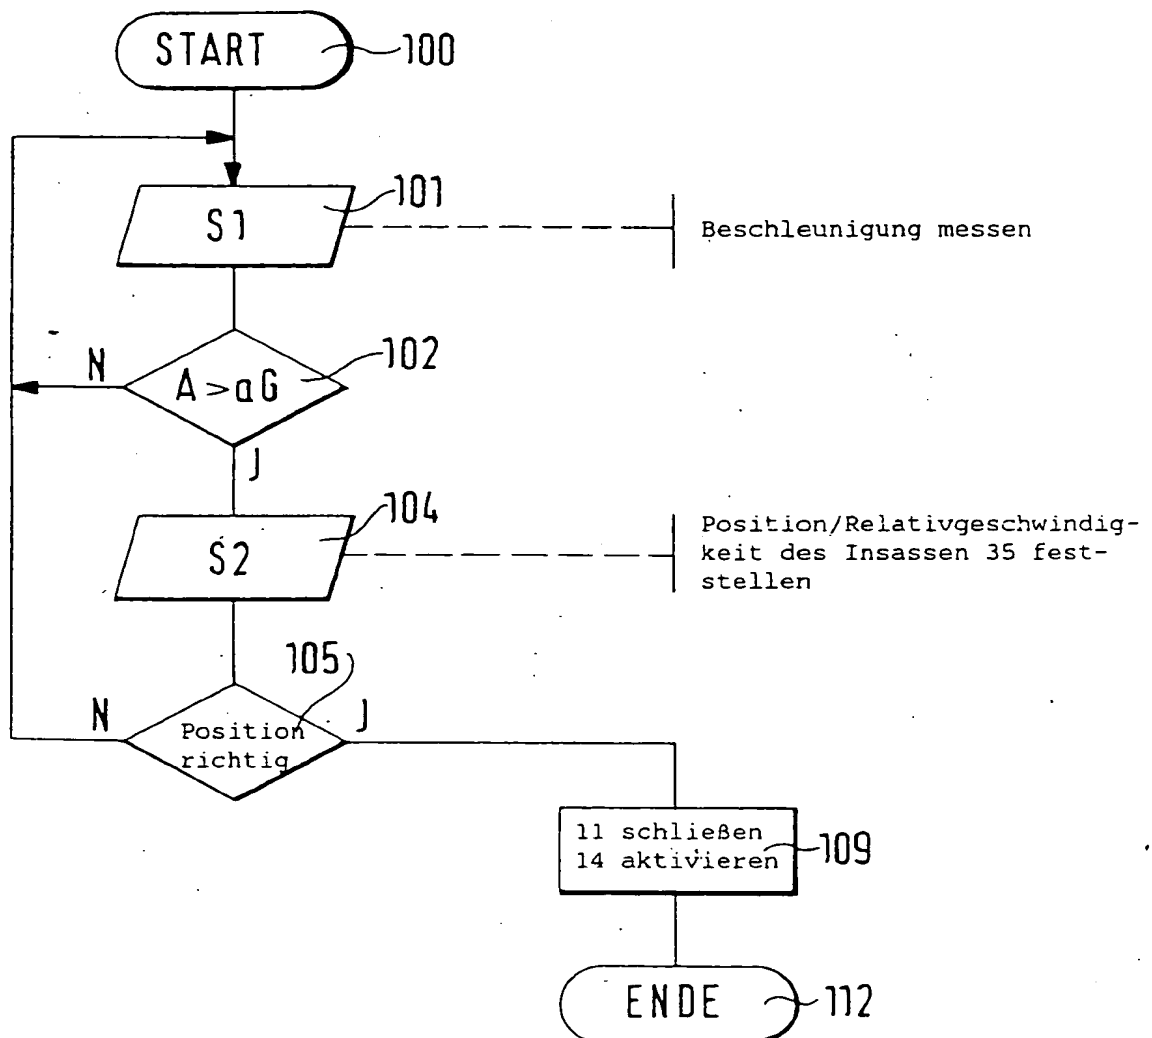 START
100
101
S1
Beschleunigung messen
102
N
A>aG
J
104
S2
Position/Relativgeschwindig-
keit des Insassen 35 fest-
stellen
105
N
J
Position
richtig
11 schließen
14 aktivieren
109
ENDE
112